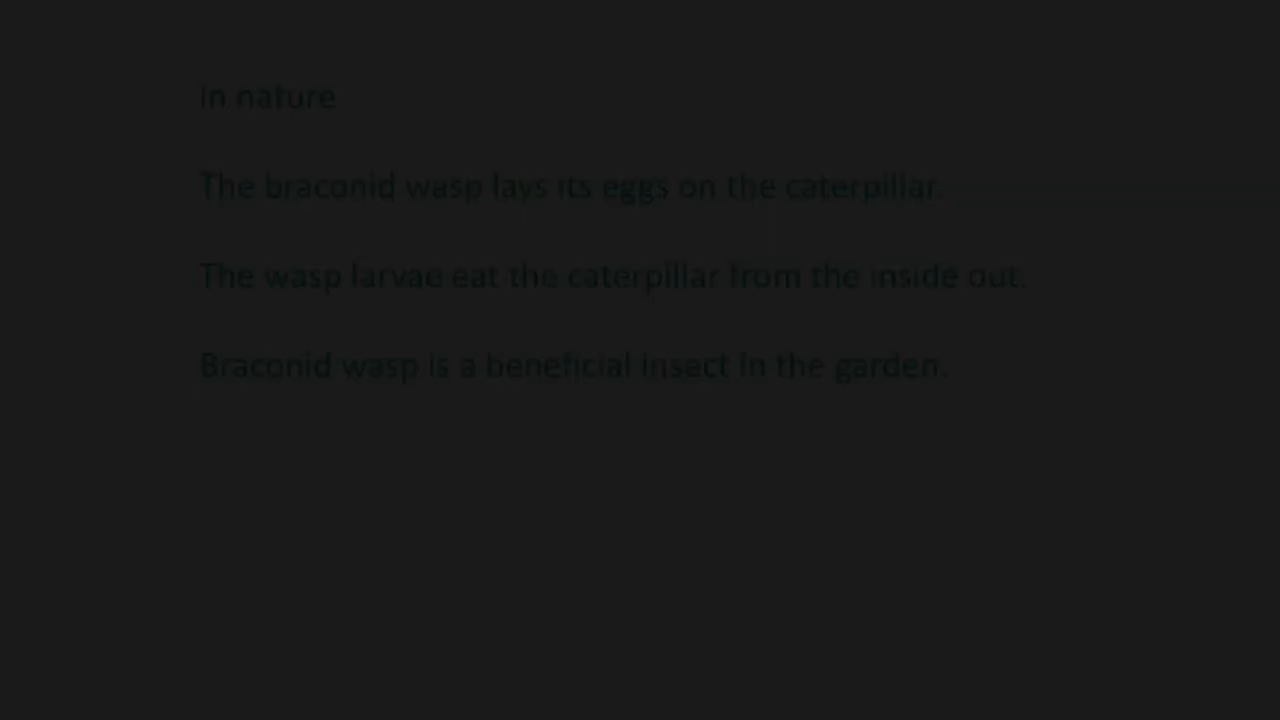 In nature
The braconid wasp lays its eggs on the caterpillar.
The wasp larvae eat the caterpillar from the inside out.
Braconid wasp is a beneficial insect in the garden.